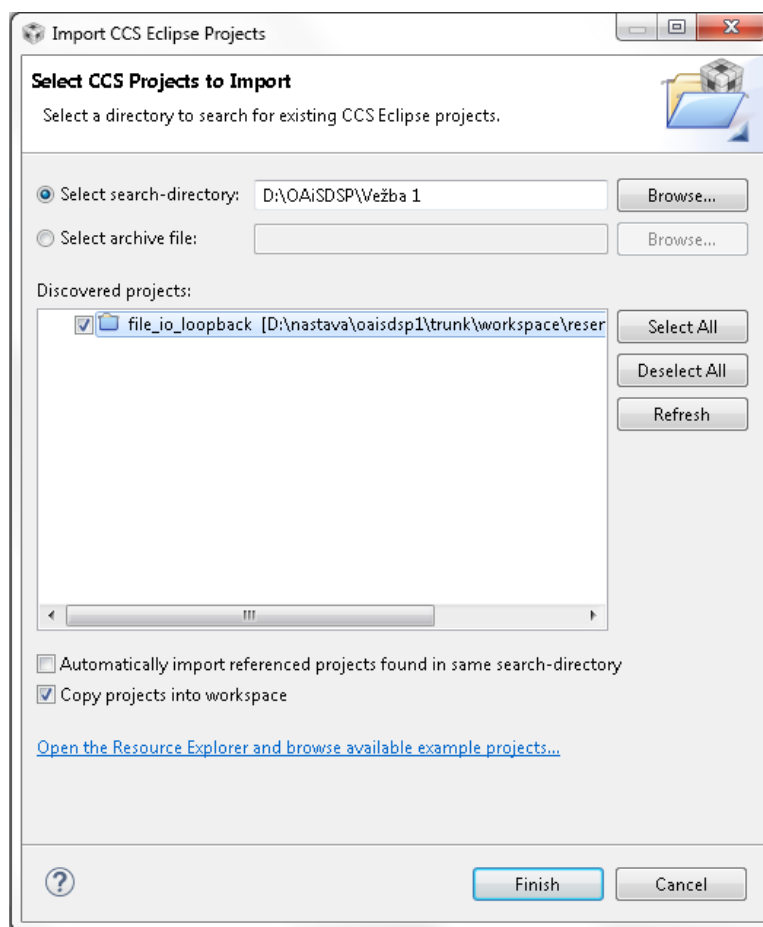 Import CCS Eclipse Projects
Select CCS Projects to Import
Select a directory to search for existing CCS Eclipse projects.
Select search-directory: D:\OAiSDSP\Vežba 1 Browse...
Select archive file: Browse...
Discovered projects:
file_io_loopback [D:\nastava\oaisdsp1\trunk\workspace\reser
Select All
Deselect All
Refresh
Automatically import referenced projects found in same search-directory
Copy projects into workspace
Open the Resource Explorer and browse available example projects...
? Finish Cancel